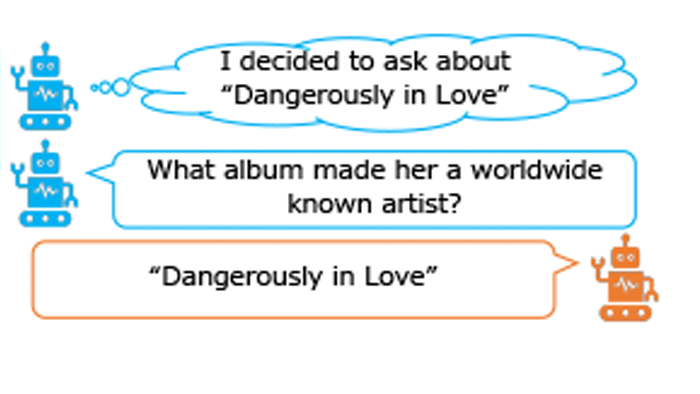 I decided to ask about
“Dangerously in Love”
What album made her a worldwide
known artist?
“Dangerously in Love”